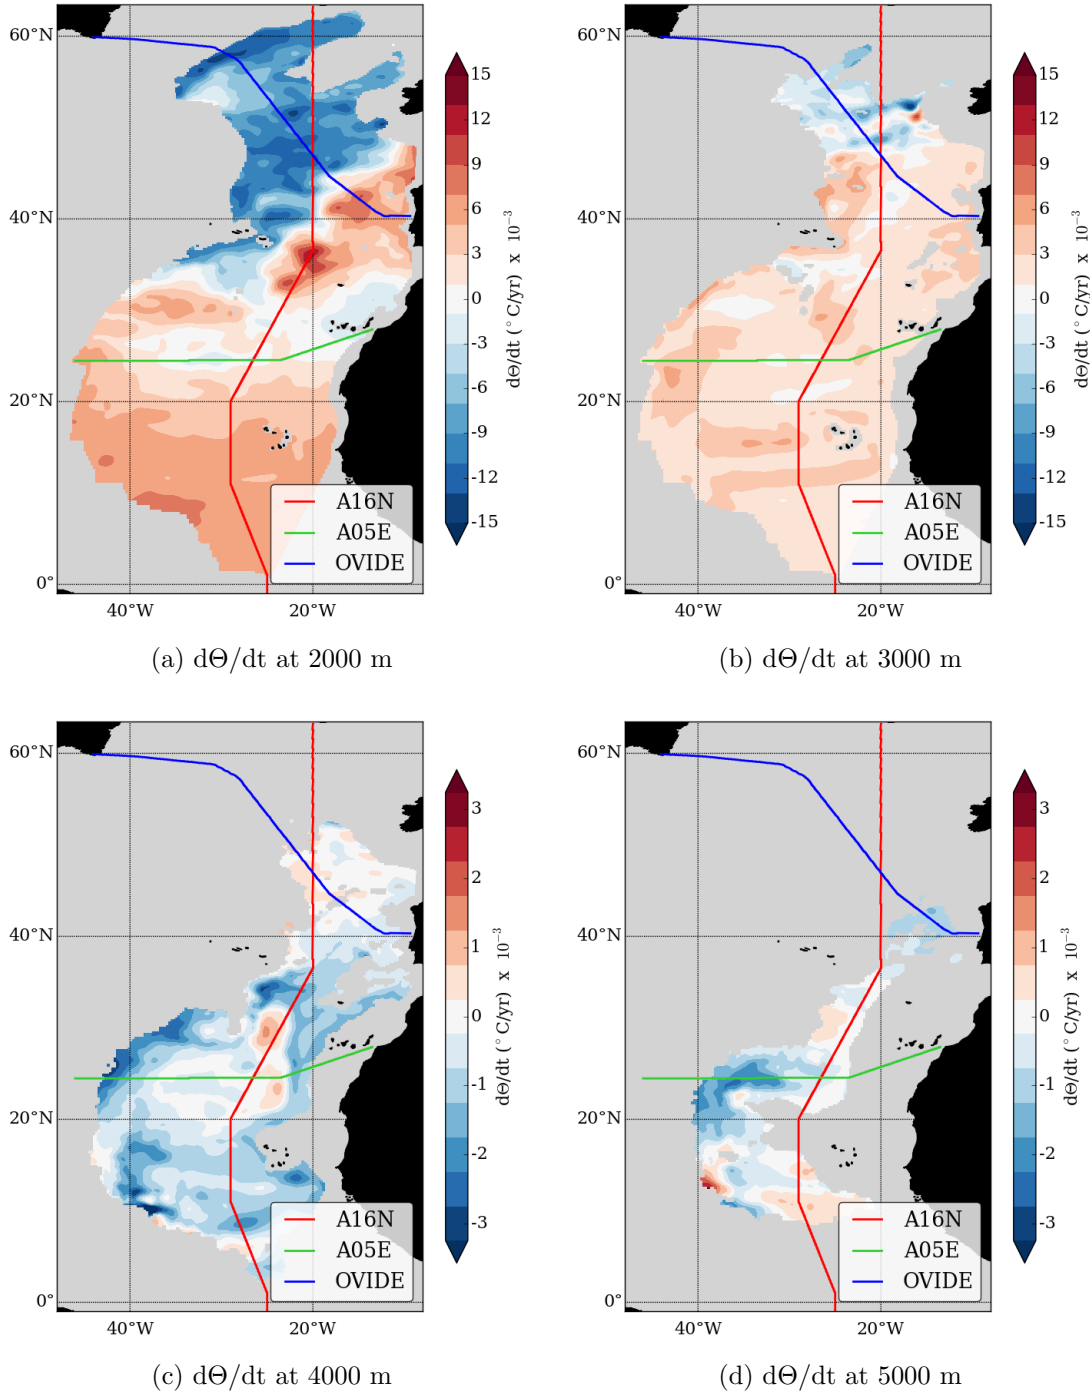 60°N
40°N
20°N
0°
40°W
20°W
15
12
9
6
3
0
-3
-6
-9
-12
-15
dΘ/dt (°C/yr) x 10⁻³
A16N
A05E
OVIDE
(a) dΘ/dt at 2000 m
60°N
40°N
20°N
0°
40°W
20°W
15
12
9
6
3
0
-3
-6
-9
-12
-15
dΘ/dt (°C/yr) x 10⁻³
A16N
A05E
OVIDE
(b) dΘ/dt at 3000 m
60°N
40°N
20°N
0°
40°W
20°W
3
2
1
0
-1
-2
-3
dΘ/dt (°C/yr) x 10⁻³
A16N
A05E
OVIDE
(c) dΘ/dt at 4000 m
60°N
40°N
20°N
0°
40°W
20°W
3
2
1
0
-1
-2
-3
dΘ/dt (°C/yr) x 10⁻³
A16N
A05E
OVIDE
(d) dΘ/dt at 5000 m